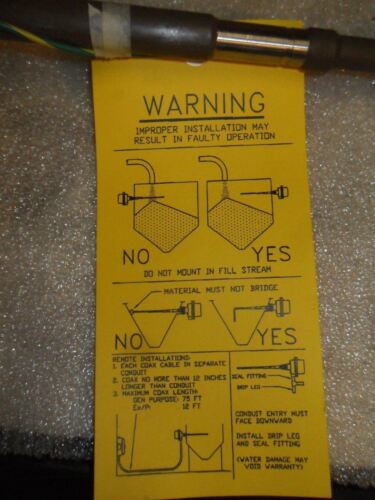 WARNING
IMPROPER INSTALLATION MAY
RESULT IN FAULTY OPERATION
NO YES
DO NOT MOUNT IN FILL STREAM
MATERIAL MUST NOT BRIDGE
NO YES
REMOTE INSTALLATIONS:
1. EACH COAX CABLE IN SEPARATE
CONDUIT
2. COAX NO MORE THAN 12 INCHES
LONGER THAN CONDUIT
3. MAXIMUM COAX LENGTH:
GEN PURPOSE: 75 FT
Ex/P: 12 FT
SEAL FITTING
DRIP LEG
CONDUIT ENTRY MUST
FACE DOWNWARD
INSTALL DRIP LEG
AND SEAL FITTING
(WATER DAMAGE MAY
VOID WARRANTY)